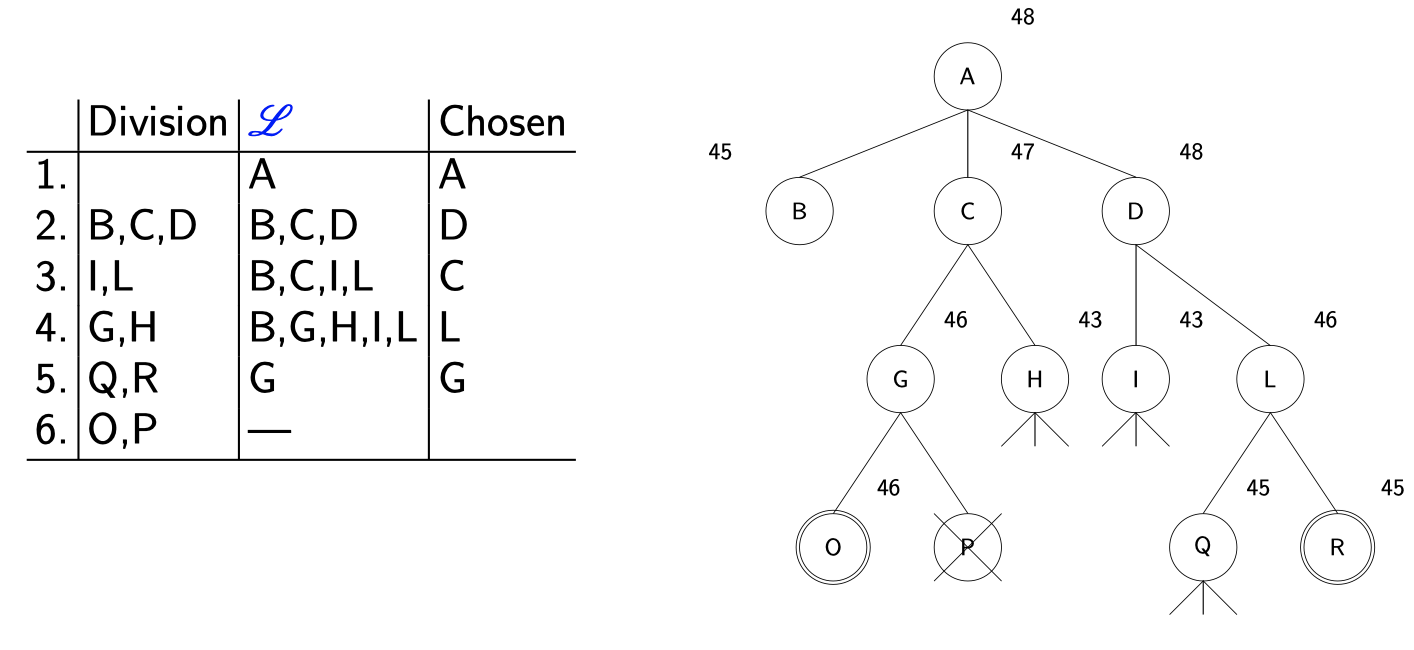 Division ℒ Chosen
1. A A
2. B,C,D B,C,D D
3. I,L B,C,I,L C
4. G,H B,G,H,I,L L
5. Q,R G G
6. O,P —
48
A
45 47 48
B C D
46 43 43 46
G H I L
46 45 45
O P Q R